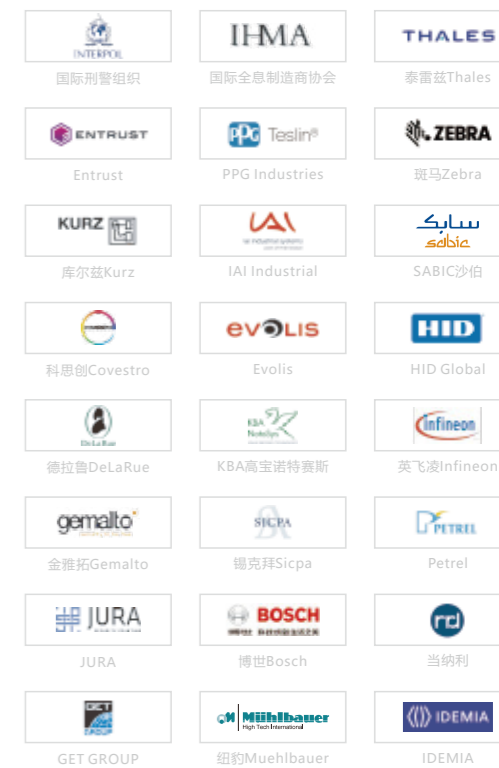 INTERPOL
IHMA
THALES
国际刑警组织
国际全息制造商协会
泰雷兹Thales
ENTRUST
PPG Teslin®
ZEBRA
Entrust
PPG Industries
斑马Zebra
KURZ
IAI
سابك
sabic
库尔兹Kurz
IAI Industrial
SABIC沙伯
evolis
HID
科思创Covestro
Evolis
HID Global
DeLaRue
KBA
NotaSys
infineon
德拉鲁DeLaRue
KBA高宝诺特赛斯
英飞凌Infineon
gemalto
SICPA
PETREL
金雅拓Gemalto
锡克拜Sicpa
Petrel
JURA
BOSCH
rd
JURA
博世Bosch
当纳利
GET
GROUP
Mühlbauer
High Tech International
IDEMIA
GET GROUP
纽豹Muehlbauer
IDEMIA